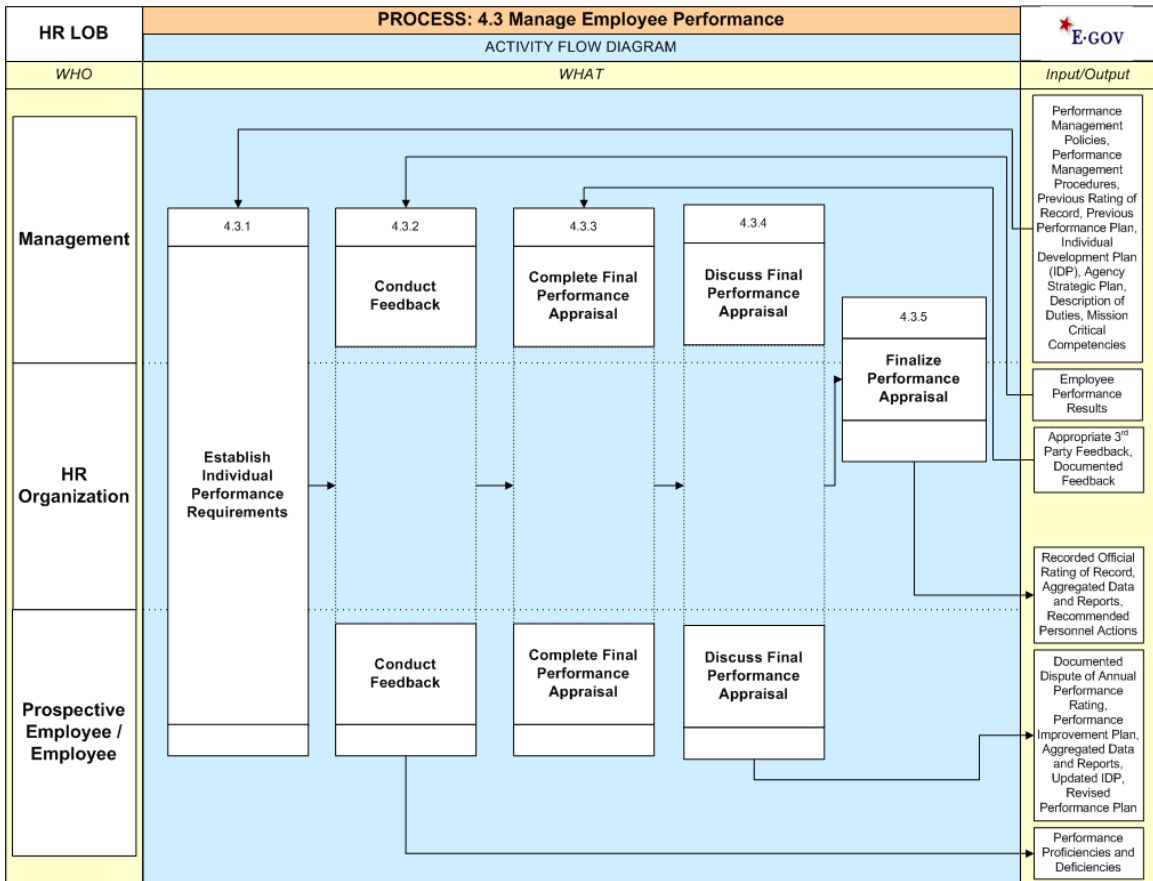 HR LOB
PROCESS: 4.3 Manage Employee Performance
ACTIVITY FLOW DIAGRAM
E-GOV
WHO
WHAT
Input/Output
Management
HR
Organization
Prospective
Employee /
Employee
4.3.1
Establish
Individual
Performance
Requirements
4.3.2
Conduct
Feedback
4.3.3
Complete Final
Performance
Appraisal
4.3.4
Discuss Final
Performance
Appraisal
4.3.5
Finalize
Performance
Appraisal
Conduct
Feedback
Complete Final
Performance
Appraisal
Discuss Final
Performance
Appraisal
Performance
Management
Policies,
Performance
Management
Procedures,
Previous Rating of
Record, Previous
Performance Plan,
Individual
Development Plan
(IDP), Agency
Strategic Plan,
Description of
Duties, Mission
Critical
Competencies
Employee
Performance
Results
Appropriate 3rd
Party Feedback,
Documented
Feedback
Recorded Official
Rating of Record,
Aggregated Data
and Reports,
Recommended
Personnel Actions
Documented
Dispute of Annual
Performance
Rating,
Performance
Improvement Plan,
Aggregated Data
and Reports,
Updated IDP,
Revised
Performance Plan
Performance
Proficiencies and
Deficiencies